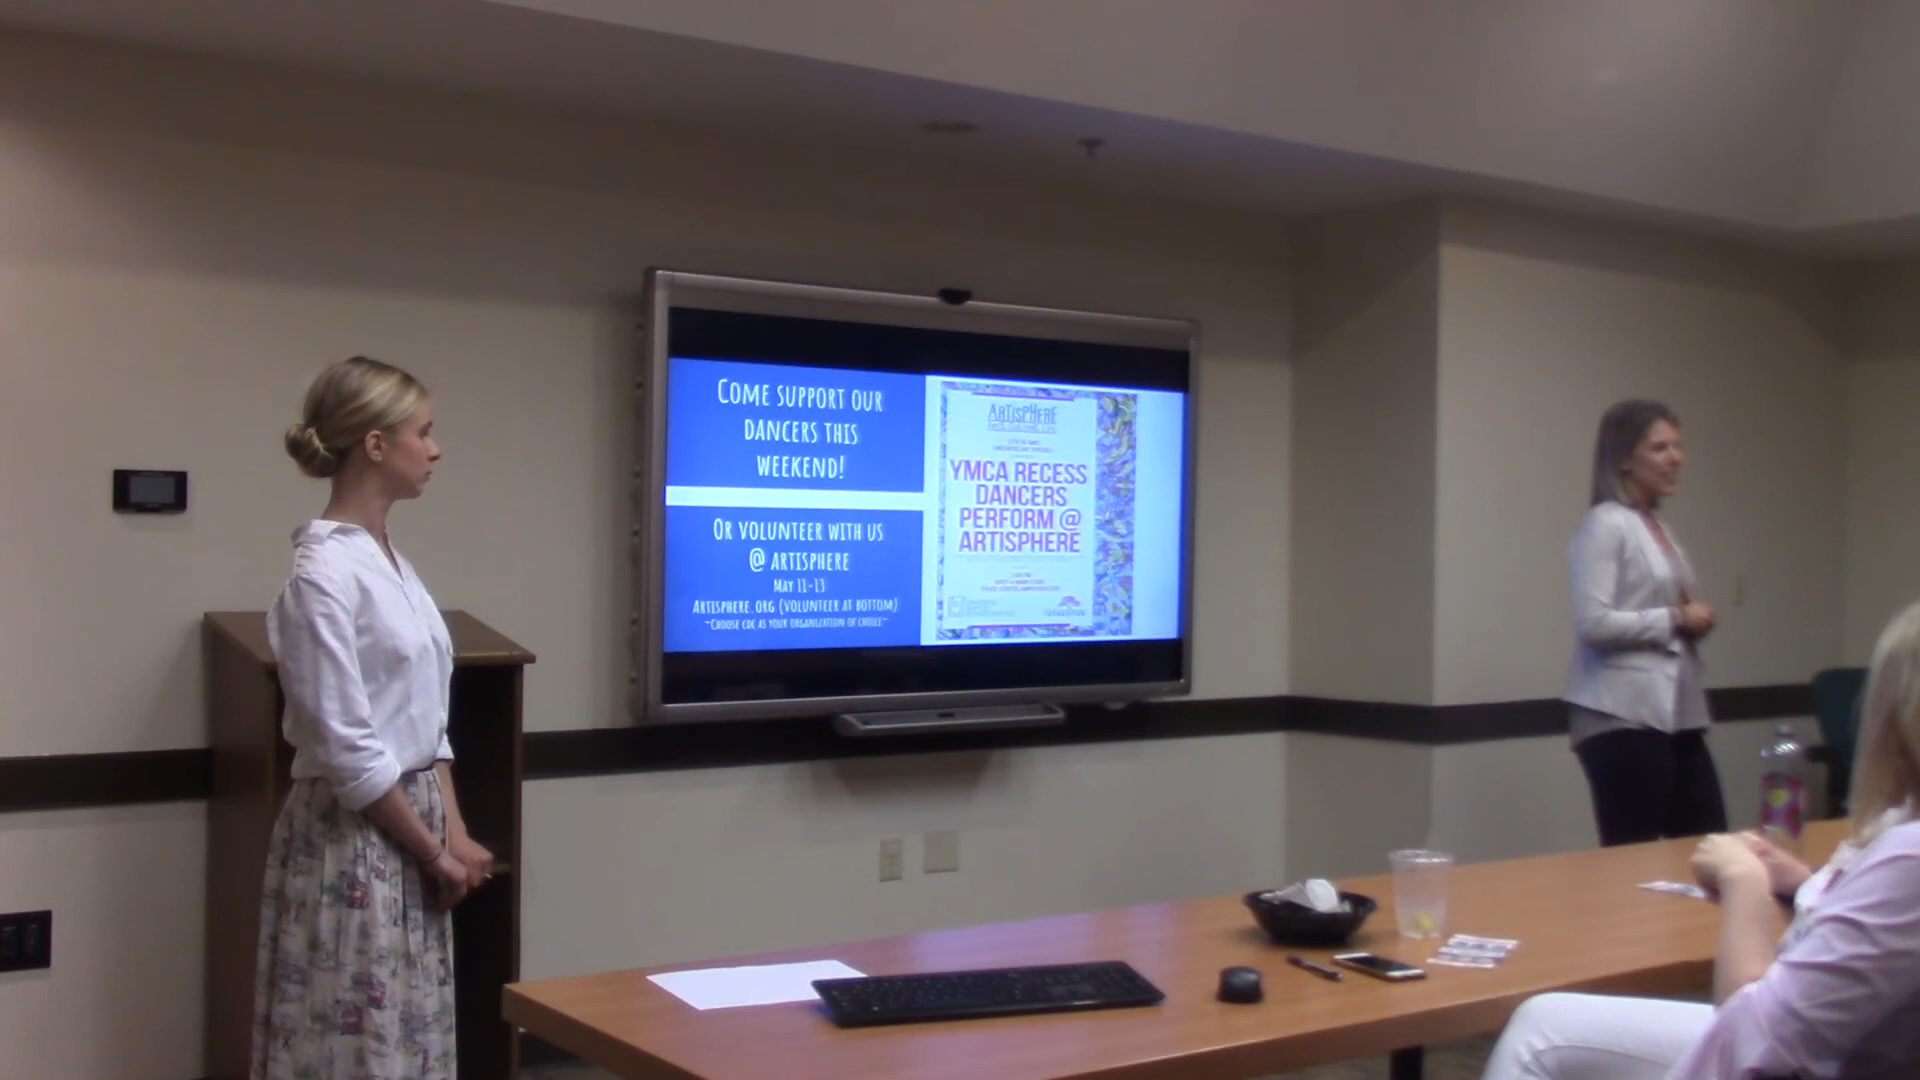 COME SUPPORT OUR
DANCERS THIS
WEEKEND!
OR VOLUNTEER WITH US
@ ARTISPHERE
MAY 11-13
ARTISPHERE.ORG (VOLUNTEER AT BOTTOM)
~CHOOSE CDC AS YOUR ORGANIZATION OF CHOICE~
ARTISPHERE
YMCA RECESS
DANCERS
PERFORM @
ARTISPHERE